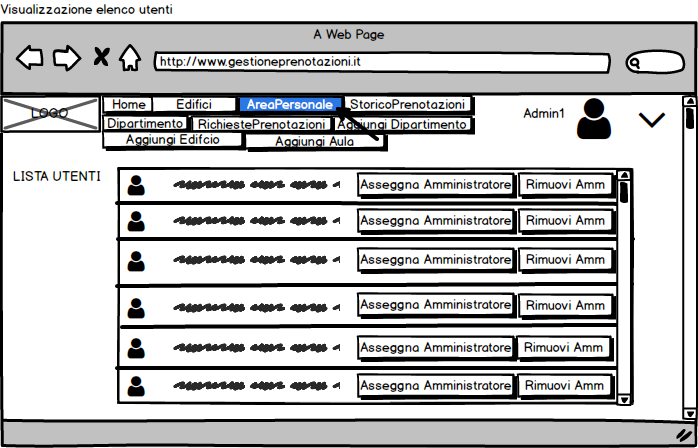 Visualizzazione elenco utenti
A Web Page
http://www.gestioneprenotazioni.it
LOGO Home Edifici AreaPersonale StoricoPrenotazioni Admin1
Dipartimento RichiestePrenotazioni Aggiungi Dipartimento
Aggiungi Edifcio Aggiungi Aula
LISTA UTENTI
Asseggna Amministratore Rimuovi Amm
Asseggna Amministratore Rimuovi Amm
Asseggna Amministratore Rimuovi Amm
Asseggna Amministratore Rimuovi Amm
Asseggna Amministratore Rimuovi Amm
Asseggna Amministratore Rimuovi Amm